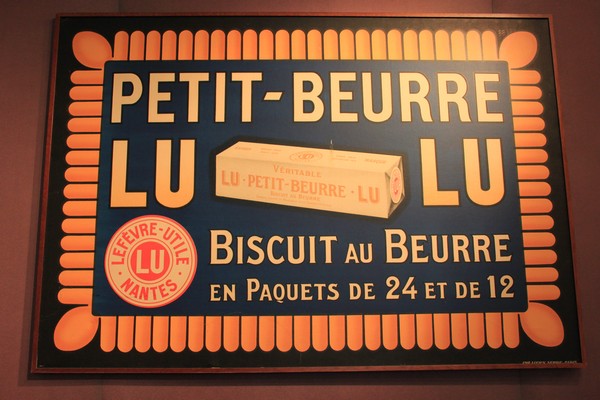 PETIT-BEURRE
LU LU
VÉRITABLE
LU · PETIT-BEURRE · LU
LEFÈVRE-UTILE
LU
NANTES
BISCUIT AU BEURRE
EN PAQUETS DE 24 ET DE 12